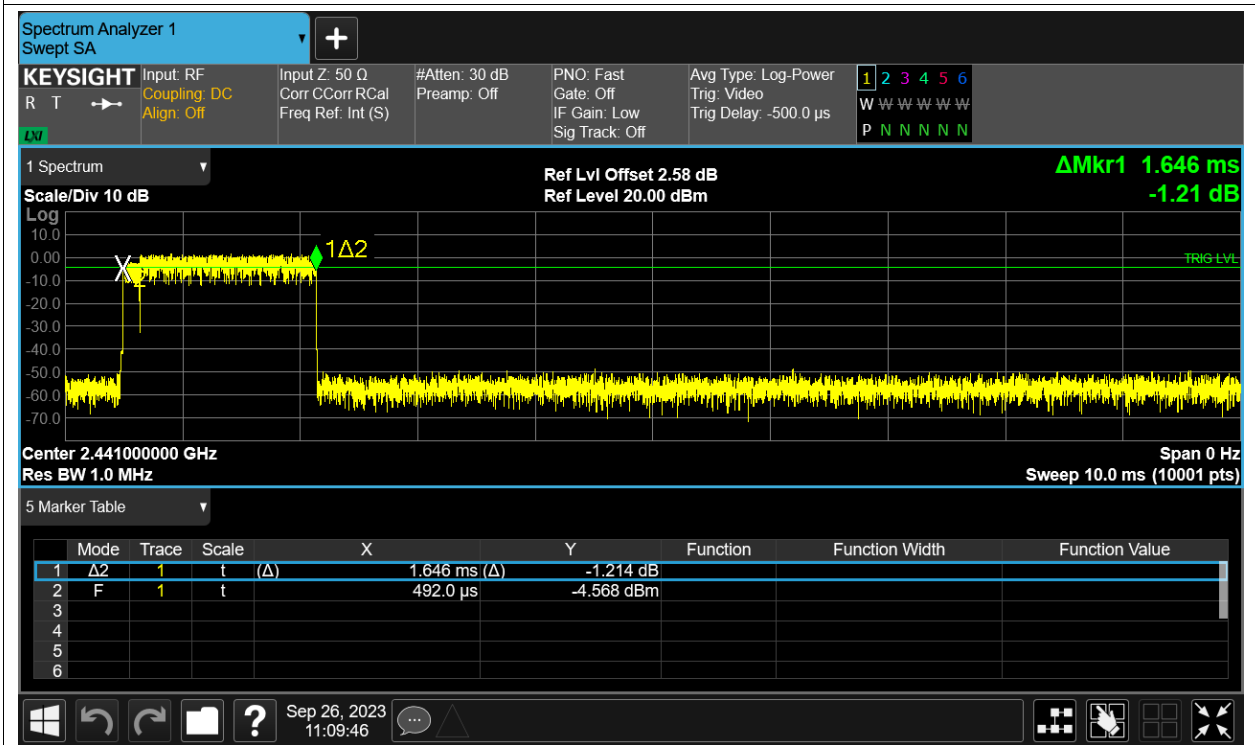 Spectrum Analyzer 1
Swept SA
KEYSIGHT
R T
LXI
Input: RF
Coupling: DC
Align: Off
Input Z: 50 Ω
Corr CCorr RCal
Freq Ref: Int (S)
#Atten: 30 dB
Preamp: Off
PNO: Fast
Gate: Off
IF Gain: Low
Sig Track: Off
Avg Type: Log-Power
Trig: Video
Trig Delay: -500.0 µs
1 2 3 4 5 6
W W W W W W
P N N N N N
1 Spectrum
Scale/Div 10 dB
Ref Lvl Offset 2.58 dB
Ref Level 20.00 dBm
ΔMkr1 1.646 ms
-1.21 dB
Log
10.0
0.00
-10.0
-20.0
-30.0
-40.0
-50.0
-60.0
-70.0
X
1Δ2
TRIG LVL
Center 2.441000000 GHz
Res BW 1.0 MHz
Span 0 Hz
Sweep 10.0 ms (10001 pts)
5 Marker Table
Mode Trace Scale X Y Function Function Width Function Value
1 Δ2 1 t (Δ) 1.646 ms (Δ) -1.214 dB
2 F 1 t 492.0 µs -4.568 dBm
3
4
5
6
?
Sep 26, 2023
11:09:46